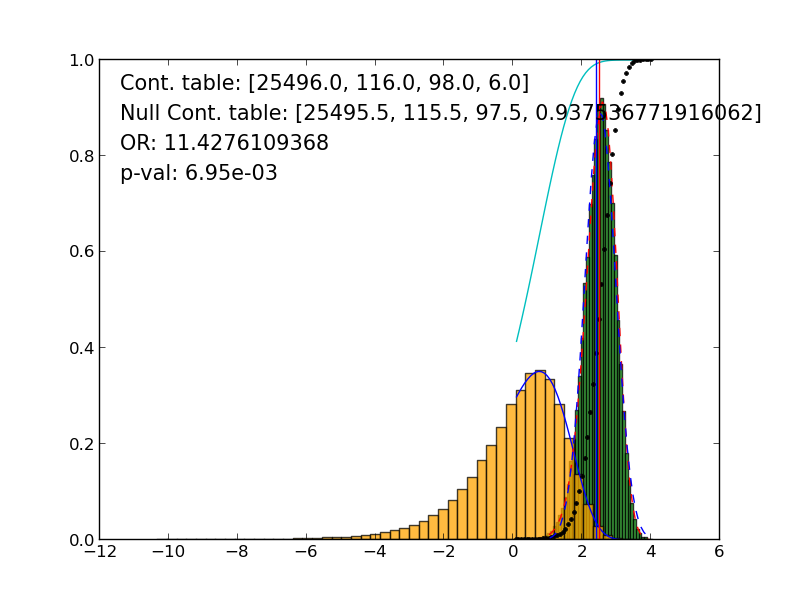 1.0
Cont. table: [25496.0, 116.0, 98.0, 6.0]
Null Cont. table: [25495.5, 115.5, 97.5, 0.937536771916062]
OR: 11.4276109368
p-val: 6.95e-03
0.8
0.6
0.4
0.2
0.0
−12 −10 −8 −6 −4 −2 0 2 4 6